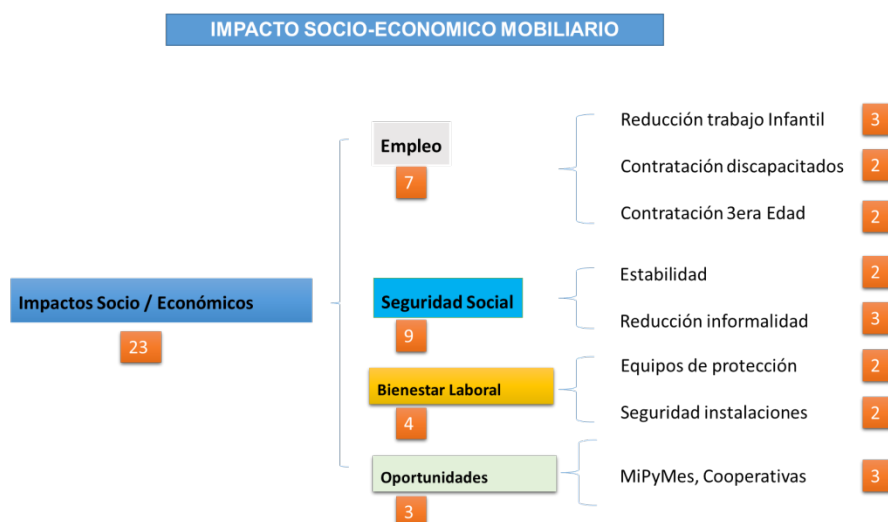 IMPACTO SOCIO-ECONOMICO MOBILIARIO
Impactos Socio / Económicos
23
Empleo
7
Reducción trabajo Infantil 3
Contratación discapacitados 2
Contratación 3era Edad 2
Seguridad Social
9
Estabilidad 2
Reducción informalidad 3
Bienestar Laboral
4
Equipos de protección 2
Seguridad instalaciones 2
Oportunidades
3
MiPyMes, Cooperativas 3